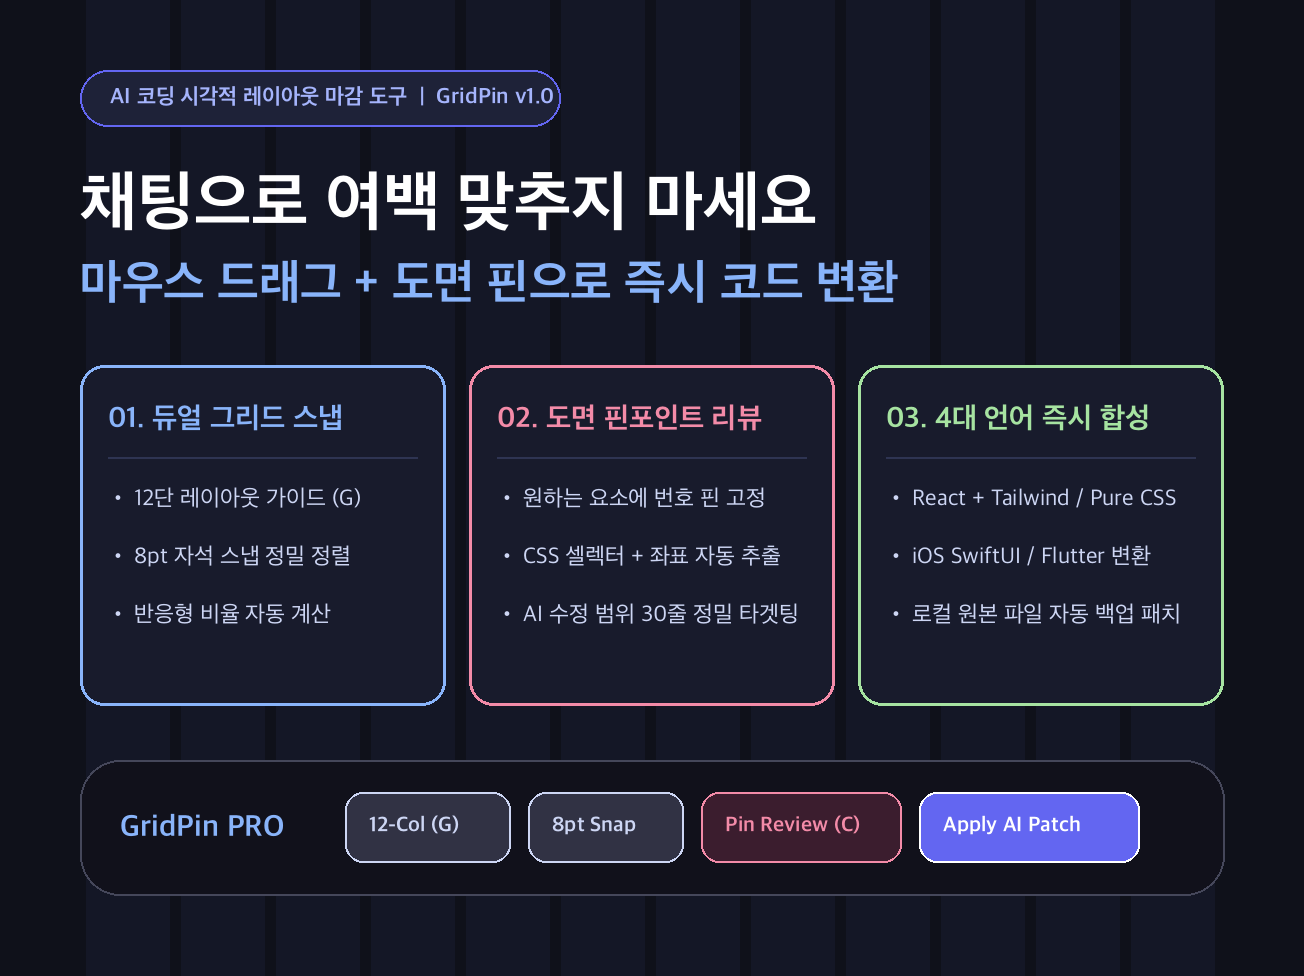 AI 코딩 시각적 레이아웃 마감 도구 | GridPin v1.0
채팅으로 여백 맞추지 마세요
마우스 드래그 + 도면 핀으로 즉시 코드 변환
01. 듀얼 그리드 스냅
• 12단 레이아웃 가이드 (G)
• 8pt 자석 스냅 정밀 정렬
• 반응형 비율 자동 계산
02. 도면 핀포인트 리뷰
• 원하는 요소에 번호 핀 고정
• CSS 셀렉터 + 좌표 자동 추출
• AI 수정 범위 30줄 정밀 타겟팅
03. 4대 언어 즉시 합성
• React + Tailwind / Pure CSS
• iOS SwiftUI / Flutter 변환
• 로컬 원본 파일 자동 백업 패치
GridPin PRO
12-Col (G)
8pt Snap
Pin Review (C)
Apply AI Patch